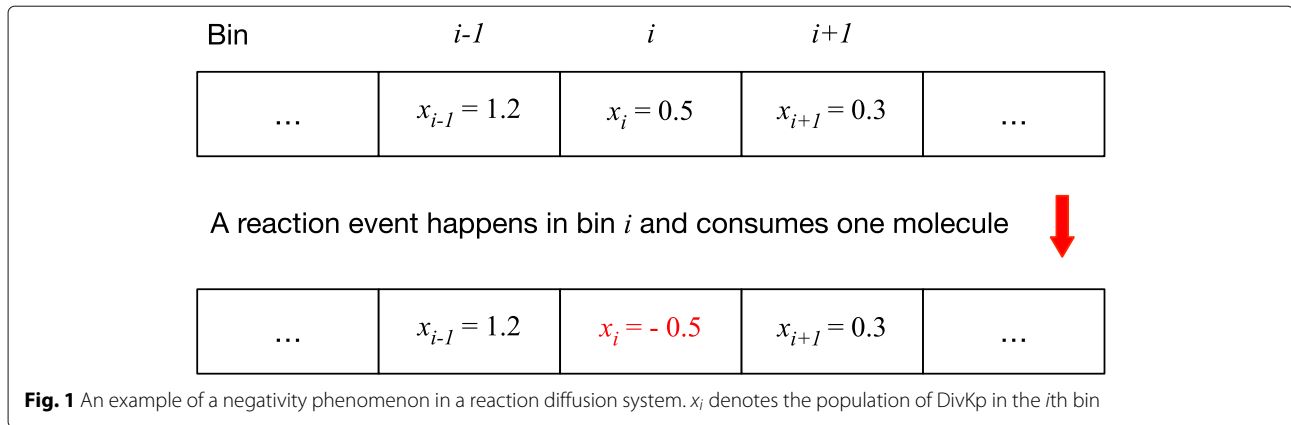 Bin i-1 i i+1
... x_{i-1} = 1.2 x_i = 0.5 x_{i+1} = 0.3 ...
A reaction event happens in bin i and consumes one molecule
... x_{i-1} = 1.2 x_i = - 0.5 x_{i+1} = 0.3 ...
Fig. 1 An example of a negativity phenomenon in a reaction diffusion system. x_i denotes the population of DivKp in the ith bin